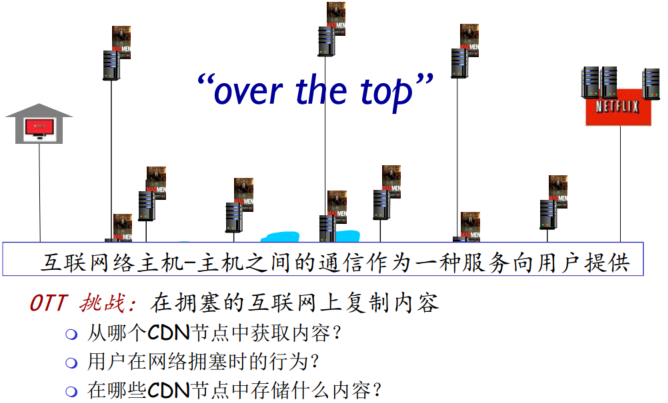 “over the top”
NETFLIX
互联网络主机-主机之间的通信作为一种服务向用户提供
OTT 挑战：在拥塞的互联网上复制内容
从哪个CDN节点中获取内容？
用户在网络拥塞时的行为？
在哪些CDN节点中存储什么内容？